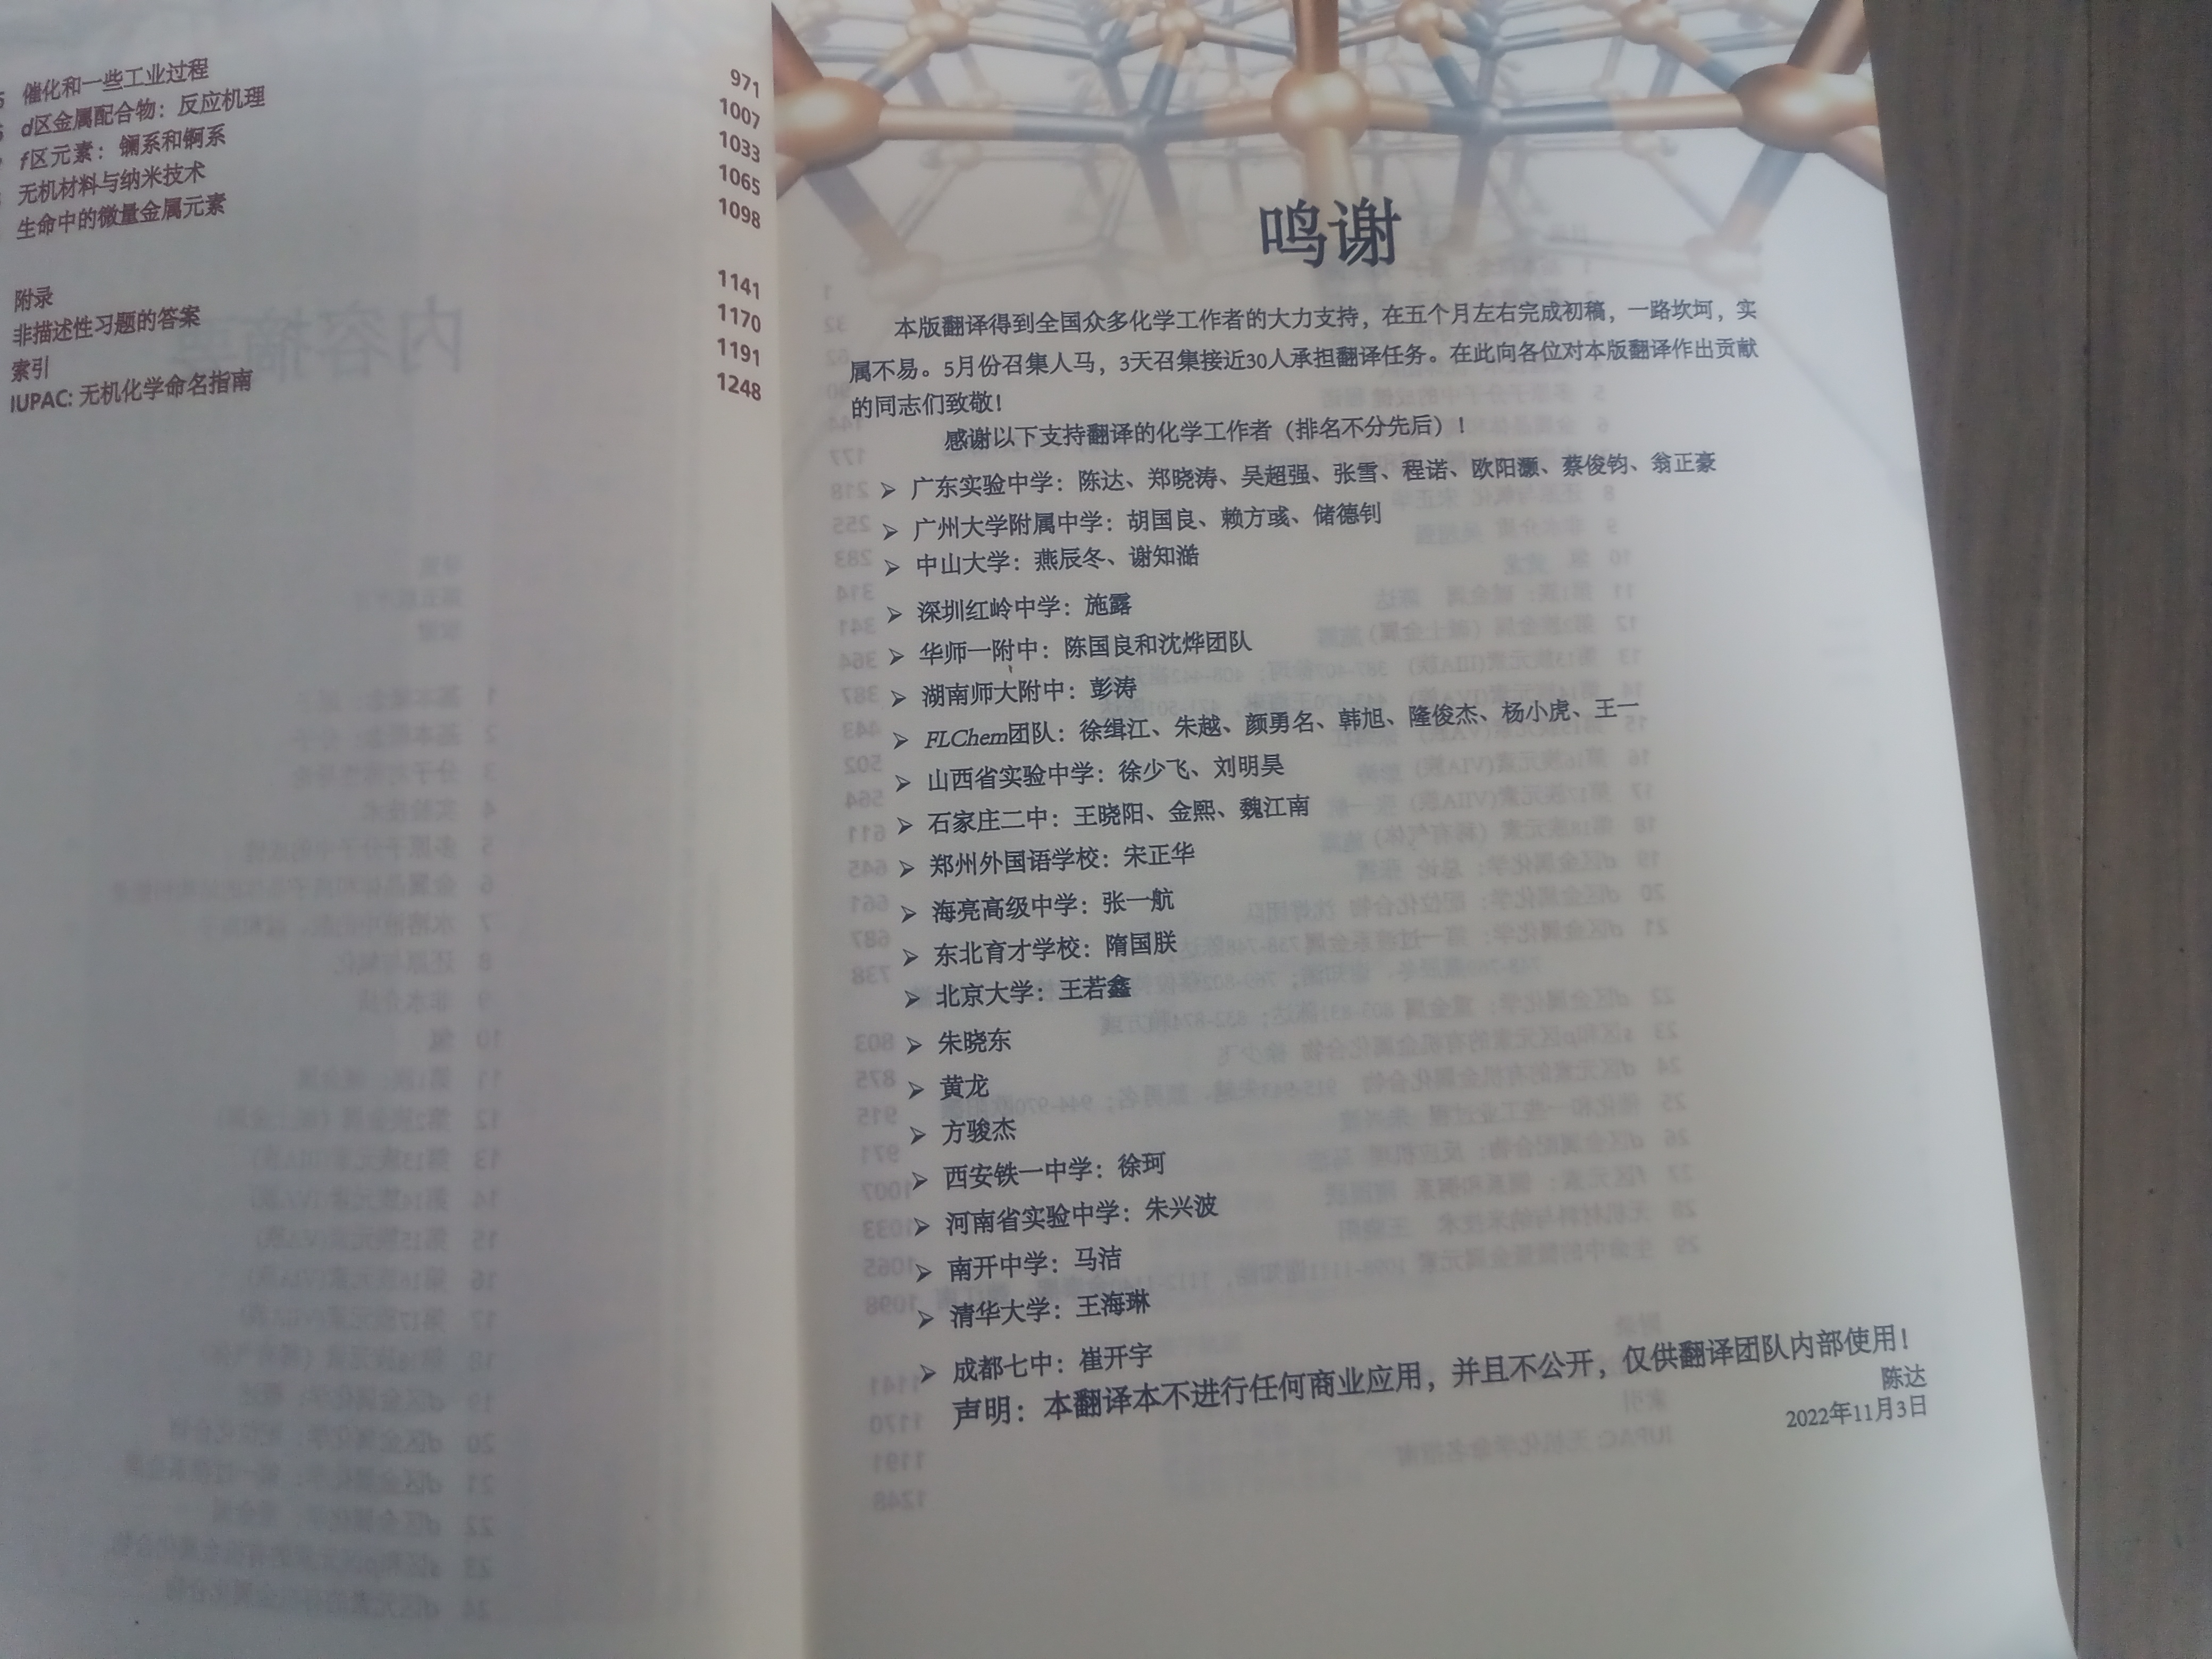 催化和一些工业过程 971
d区金属配合物：反应机理 1007
f区元素：镧系和锕系 1033
无机材料与纳米技术 1065
生命中的微量金属元素 1098
附录 1141
非描述性习题的答案 1170
索引 1191
IUPAC: 无机化学命名指南 1248
鸣谢
本版翻译得到全国众多化学工作者的大力支持，在五个月左右完成初稿，一路坎坷，实
属不易。5月份召集人马，3天召集接近30人承担翻译任务。在此向各位对本版翻译作出贡献
的同志们致敬！
感谢以下支持翻译的化学工作者（排名不分先后）！
➢ 广东实验中学：陈达、郑晓涛、吴超强、张雪、程诺、欧阳灏、蔡俊钧、翁正豪
➢ 广州大学附属中学：胡国良、赖方彧、储德钊
➢ 中山大学：燕辰冬、谢知澔
➢ 深圳红岭中学：施露
➢ 华师一附中：陈国良和沈烨团队
➢ 湖南师大附中：彭涛
➢ FLChem团队：徐缉江、朱越、颜勇名、韩旭、隆俊杰、杨小虎、王一
➢ 山西省实验中学：徐少飞、刘明昊
➢ 石家庄二中：王晓阳、金熙、魏江南
➢ 郑州外国语学校：宋正华
➢ 海亮高级中学：张一航
➢ 东北育才学校：隋国朕
➢ 北京大学：王若鑫
➢ 朱晓东
➢ 黄龙
➢ 方骏杰
➢ 西安铁一中学：徐珂
➢ 河南省实验中学：朱兴波
➢ 南开中学：马洁
➢ 清华大学：王海琳
➢ 成都七中：崔开宇
声明：本翻译本不进行任何商业应用，并且不公开，仅供翻译团队内部使用！
陈达
2022年11月3日